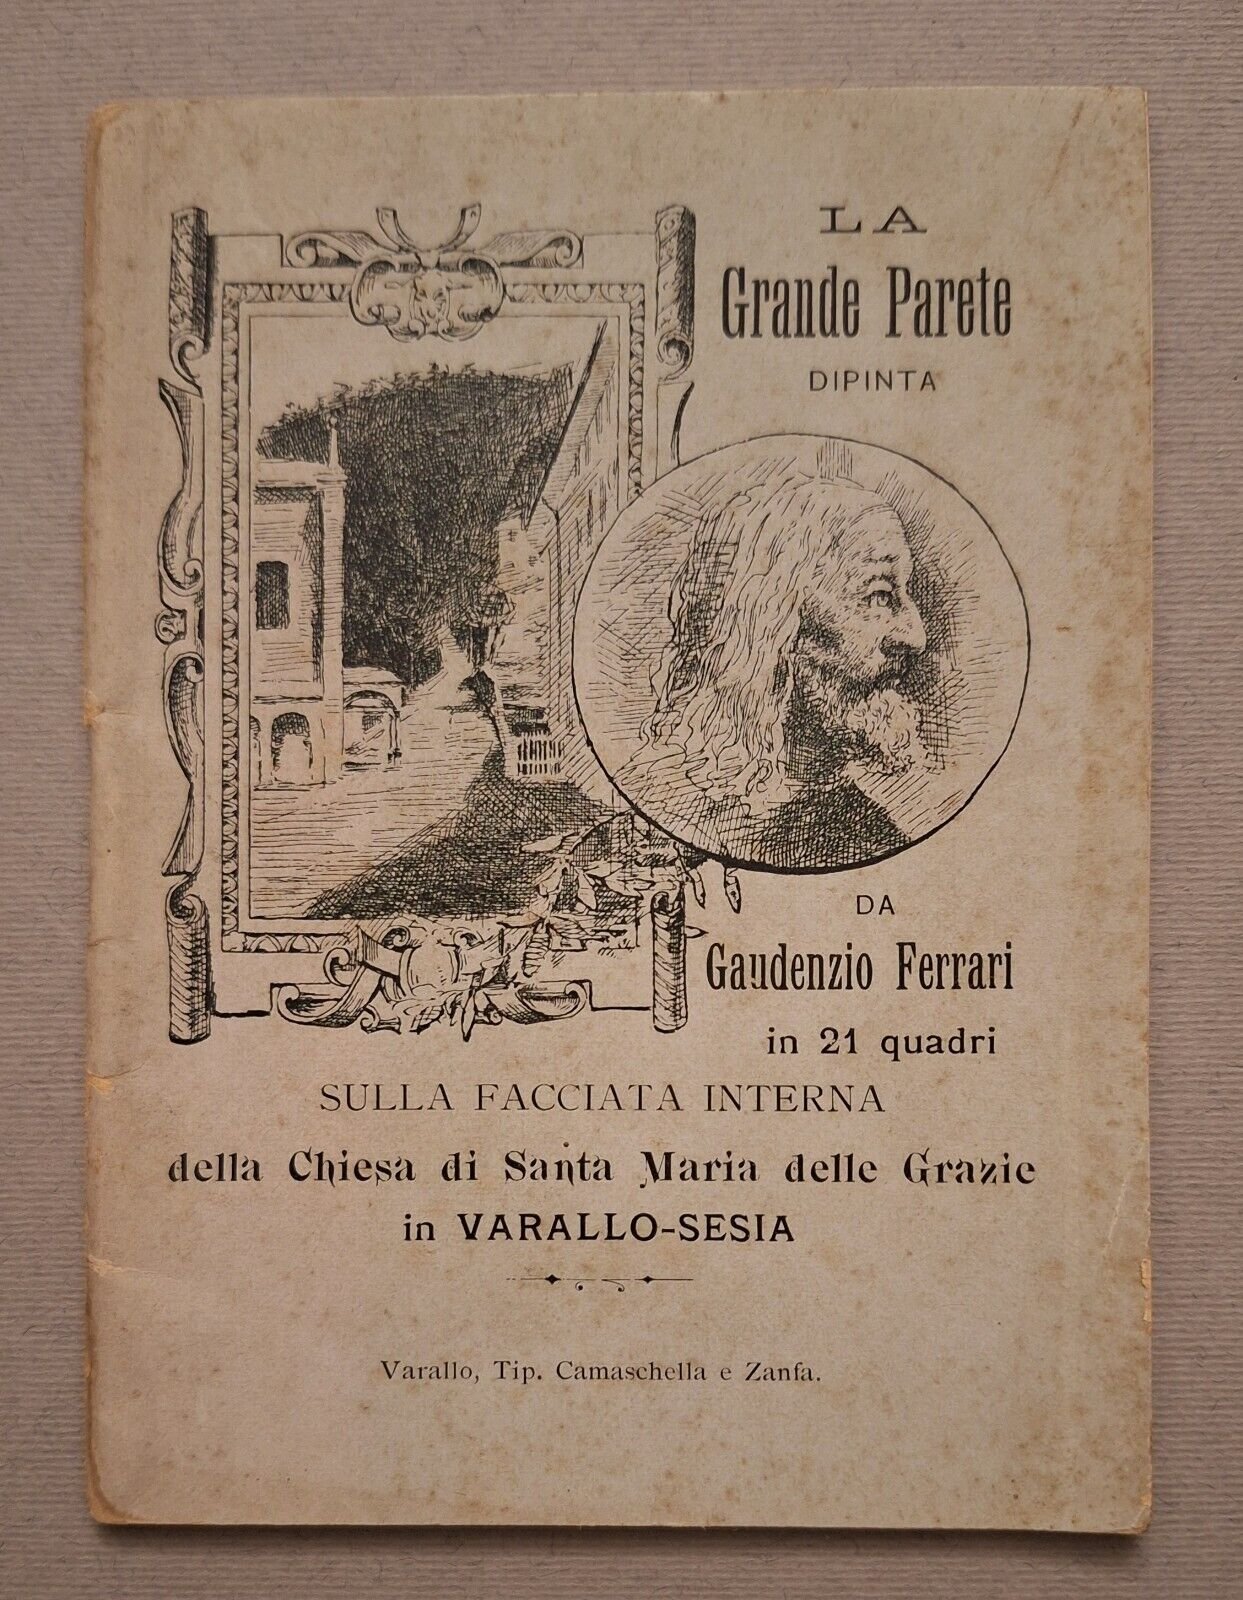 LA
Grande Parete
DIPINTA
DA
Gaudenzio Ferrari
in 21 quadri
SULLA FACCIATA INTERNA
della Chiesa di Santa Maria delle Grazie
in VARALLO-SESIA
Varallo, Tip. Camaschella e Zanfa.